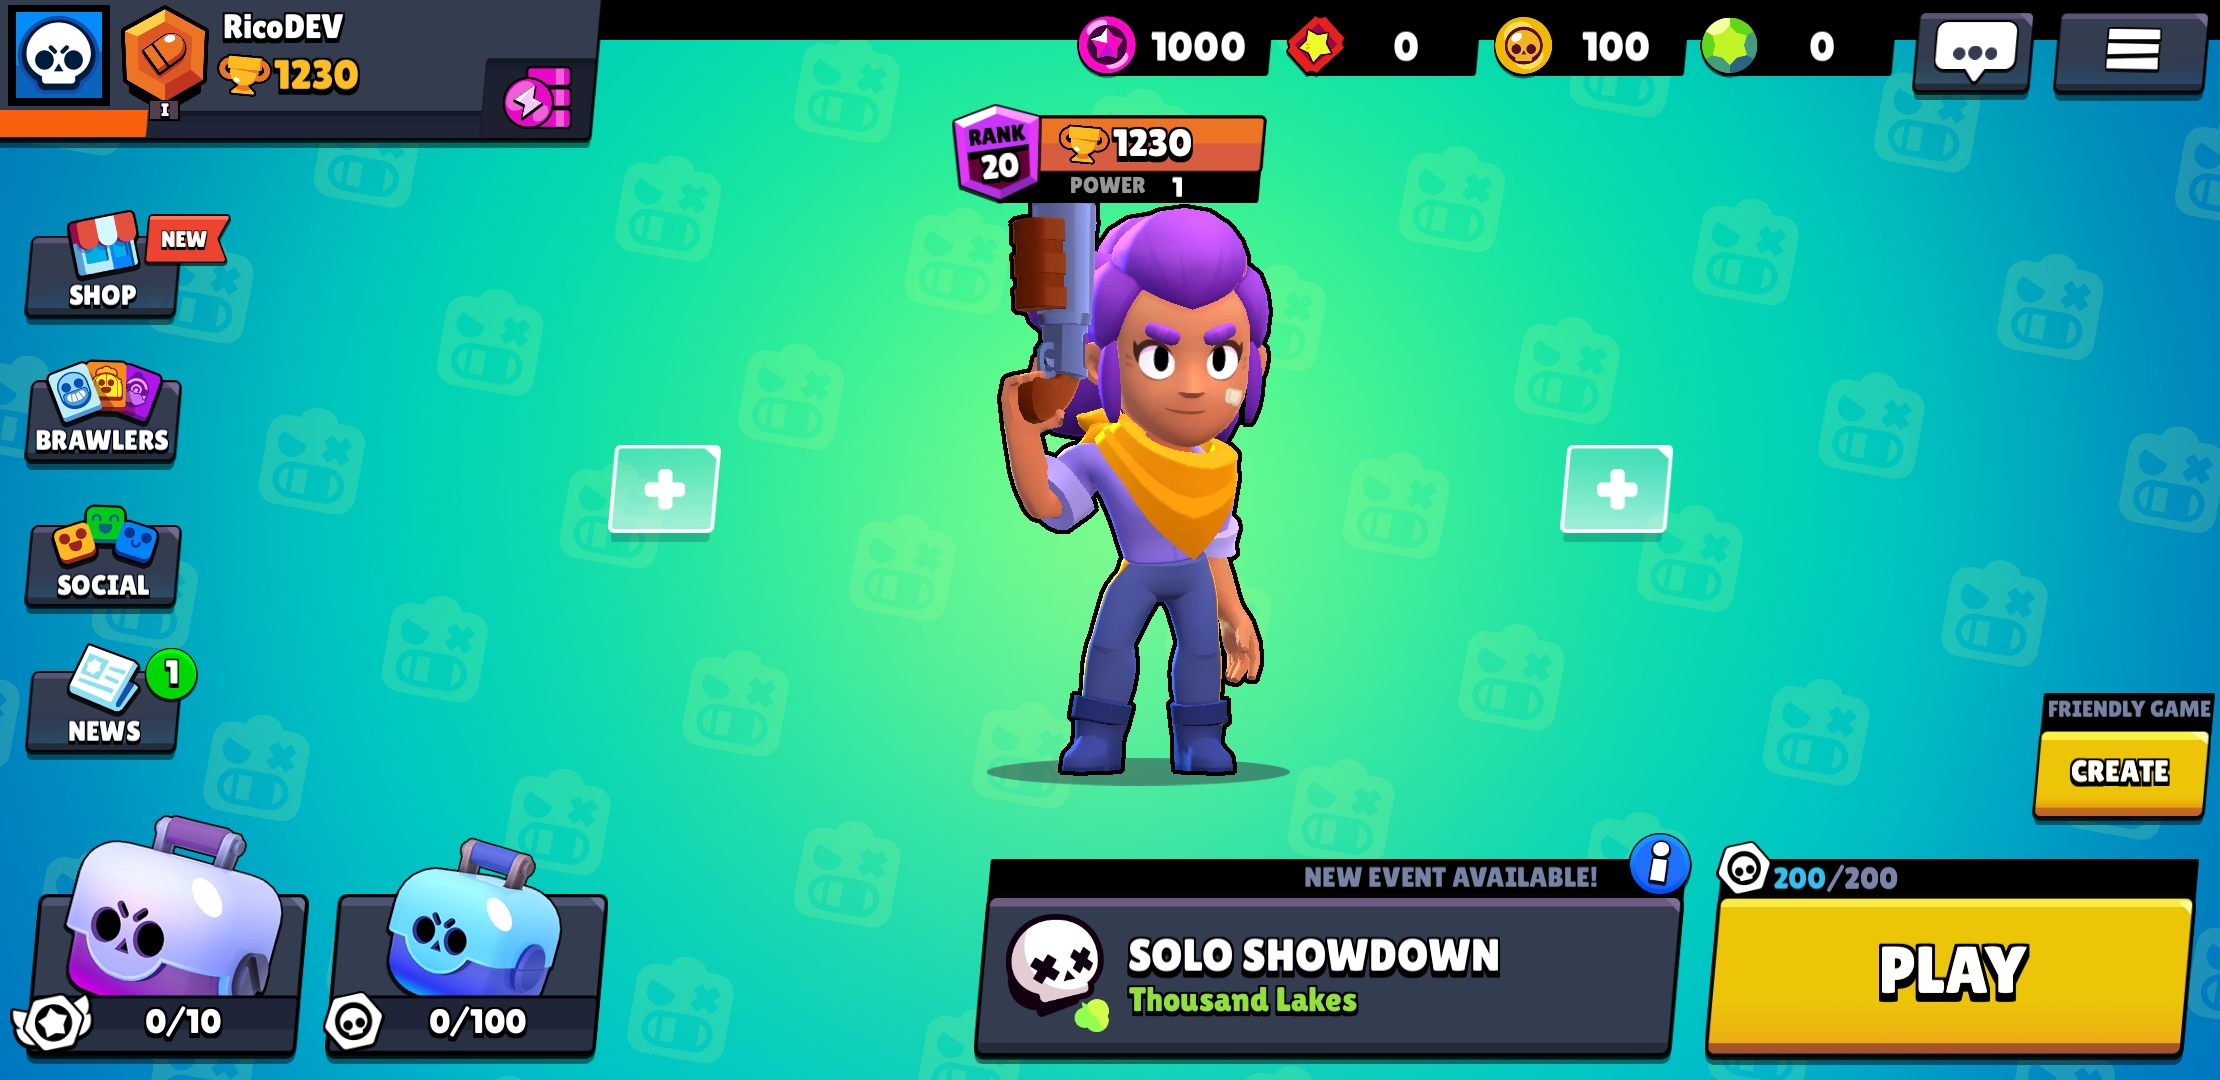 RicoDEV
1230
I
1000
0
100
0
RANK
20
1230
POWER 1
NEW
SHOP
BRAWLERS
SOCIAL
1
NEWS
FRIENDLY GAME
CREATE
0/10
0/100
NEW EVENT AVAILABLE!
i
SOLO SHOWDOWN
Thousand Lakes
200/200
PLAY